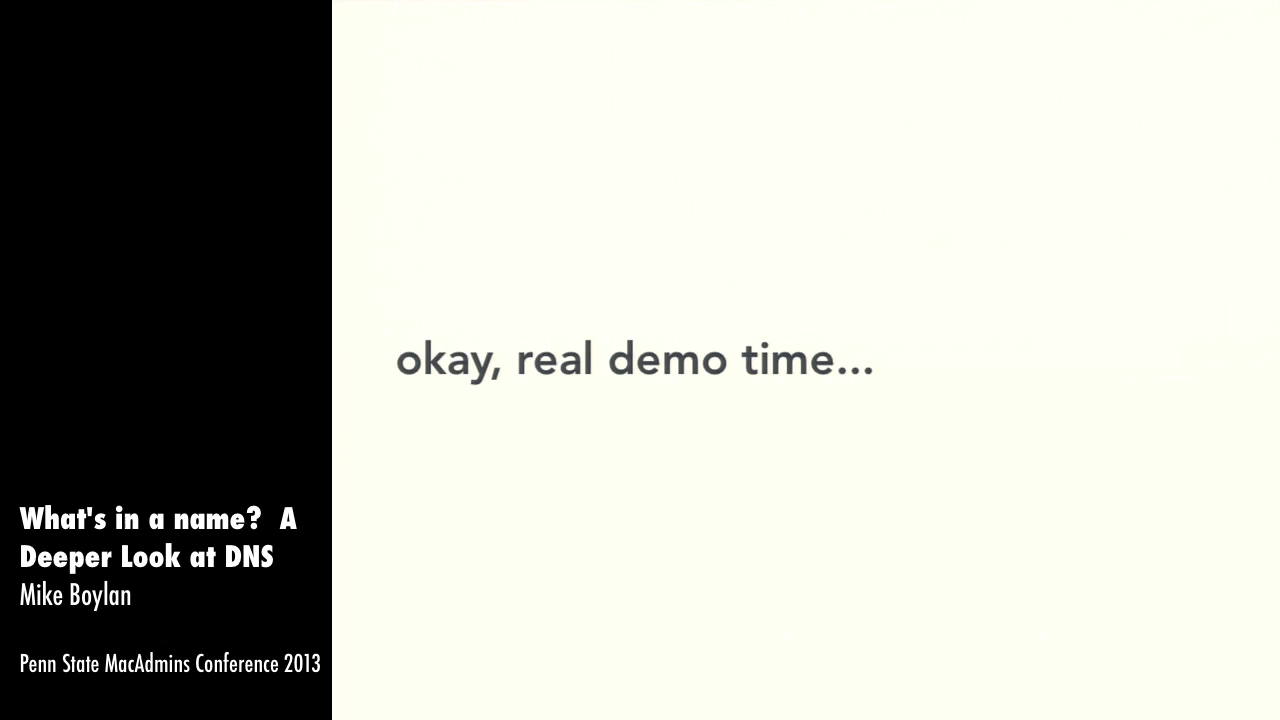 okay, real demo time...
What's in a name? A
Deeper Look at DNS
Mike Boylan
Penn State MacAdmins Conference 2013